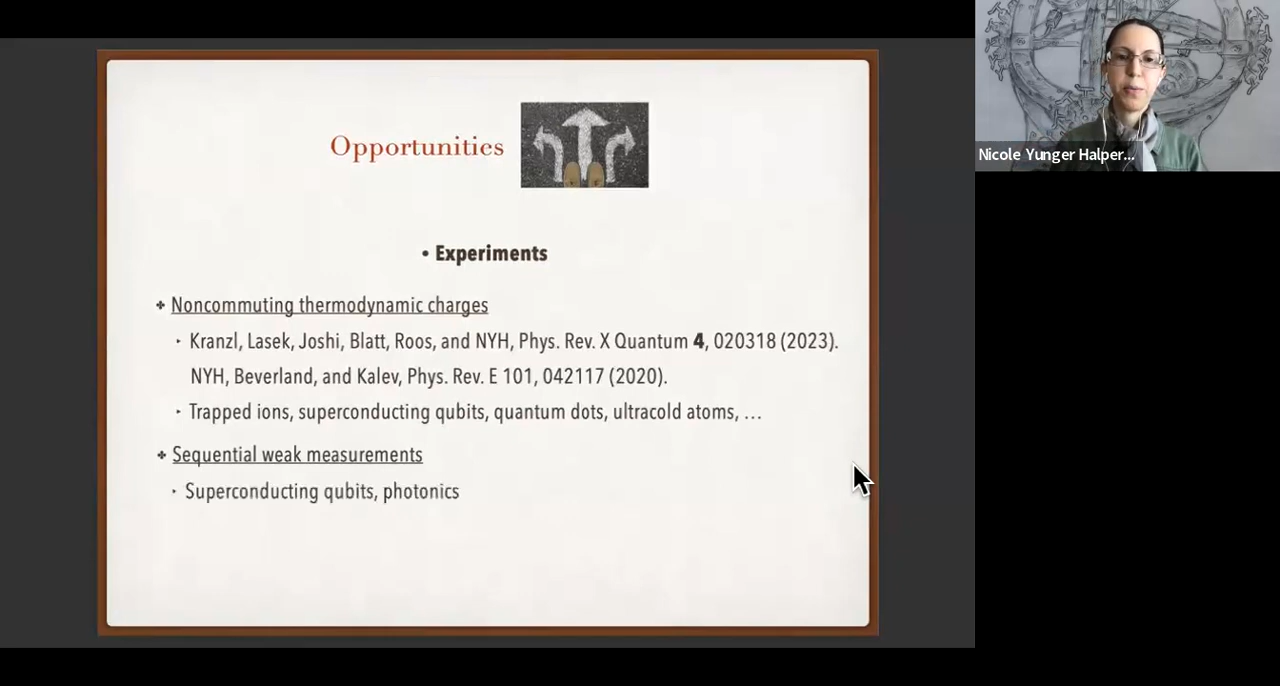 Opportunities
• Experiments
Noncommuting thermodynamic charges
Kranzl, Lasek, Joshi, Blatt, Roos, and NYH, Phys. Rev. X Quantum 4, 020318 (2023).
NYH, Beverland, and Kalev, Phys. Rev. E 101, 042117 (2020).
Trapped ions, superconducting qubits, quantum dots, ultracold atoms, …
Sequential weak measurements
Superconducting qubits, photonics
Nicole Yunger Halper...